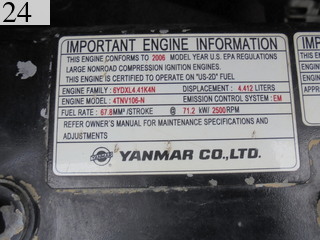 24
IMPORTANT ENGINE INFORMATION
THIS ENGINE CONFORMS TO 2006 MODEL YEAR U.S. EPA REGULATIONS
LARGE NONROAD COMPRESSION IGNITION ENGINES.
THIS ENGINE IS CERTIFIED TO OPERATE ON "US-2D" FUEL
ENGINE FAMILY: 6YDXL4.41K4N DISPLACEMENT: 4.412 LITERS
ENGINE MODEL: 4TNV106-N EMISSION CONTROL SYSTEM: EM
FUEL RATE: 67.8MM³/STROKE @ 71.2 kW/ 2500RPM
REFER OWNER'S MANUAL FOR MAINTENANCE SPECIFICATIONS AND
ADJUSTMENTS.
YANMAR CO.,LTD.